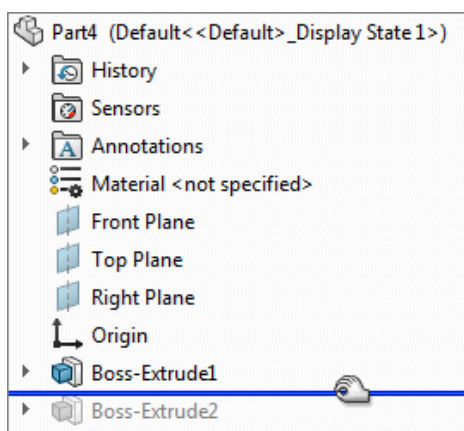 Part4 (Default<<Default>_Display State 1>)
History
Sensors
Annotations
Material <not specified>
Front Plane
Top Plane
Right Plane
Origin
Boss-Extrude1
Boss-Extrude2